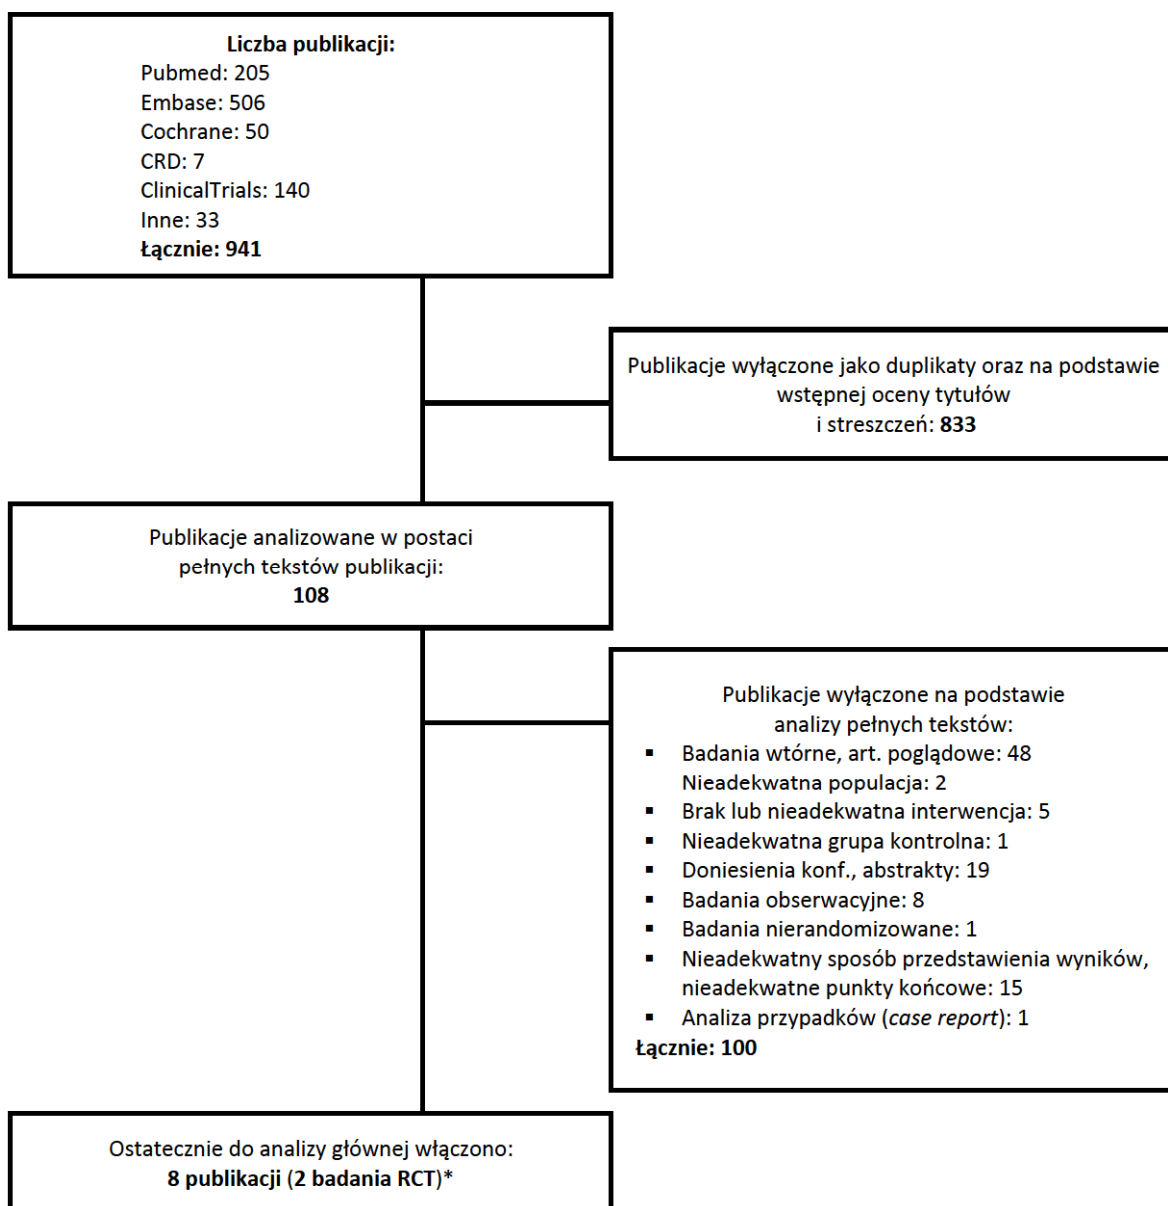 Liczba publikacji:
Pubmed: 205
Embase: 506
Cochrane: 50
CRD: 7
ClinicalTrials: 140
Inne: 33
Łącznie: 941
Publikacje wyłączone jako duplikaty oraz na podstawie
wstępnej oceny tytułów
i streszczeń: 833
Publikacje analizowane w postaci
pełnych tekstów publikacji:
108
Publikacje wyłączone na podstawie
analizy pełnych tekstów:
▪ Badania wtórne, art. poglądowe: 48
Nieadekwatna populacja: 2
▪ Brak lub nieadekwatna interwencja: 5
▪ Nieadekwatna grupa kontrolna: 1
▪ Doniesienia konf., abstrakty: 19
▪ Badania obserwacyjne: 8
▪ Badania nierandomizowane: 1
▪ Nieadekwatny sposób przedstawienia wyników,
nieadekwatne punkty końcowe: 15
▪ Analiza przypadków (case report): 1
Łącznie: 100
Ostatecznie do analizy głównej włączono:
8 publikacji (2 badania RCT)*